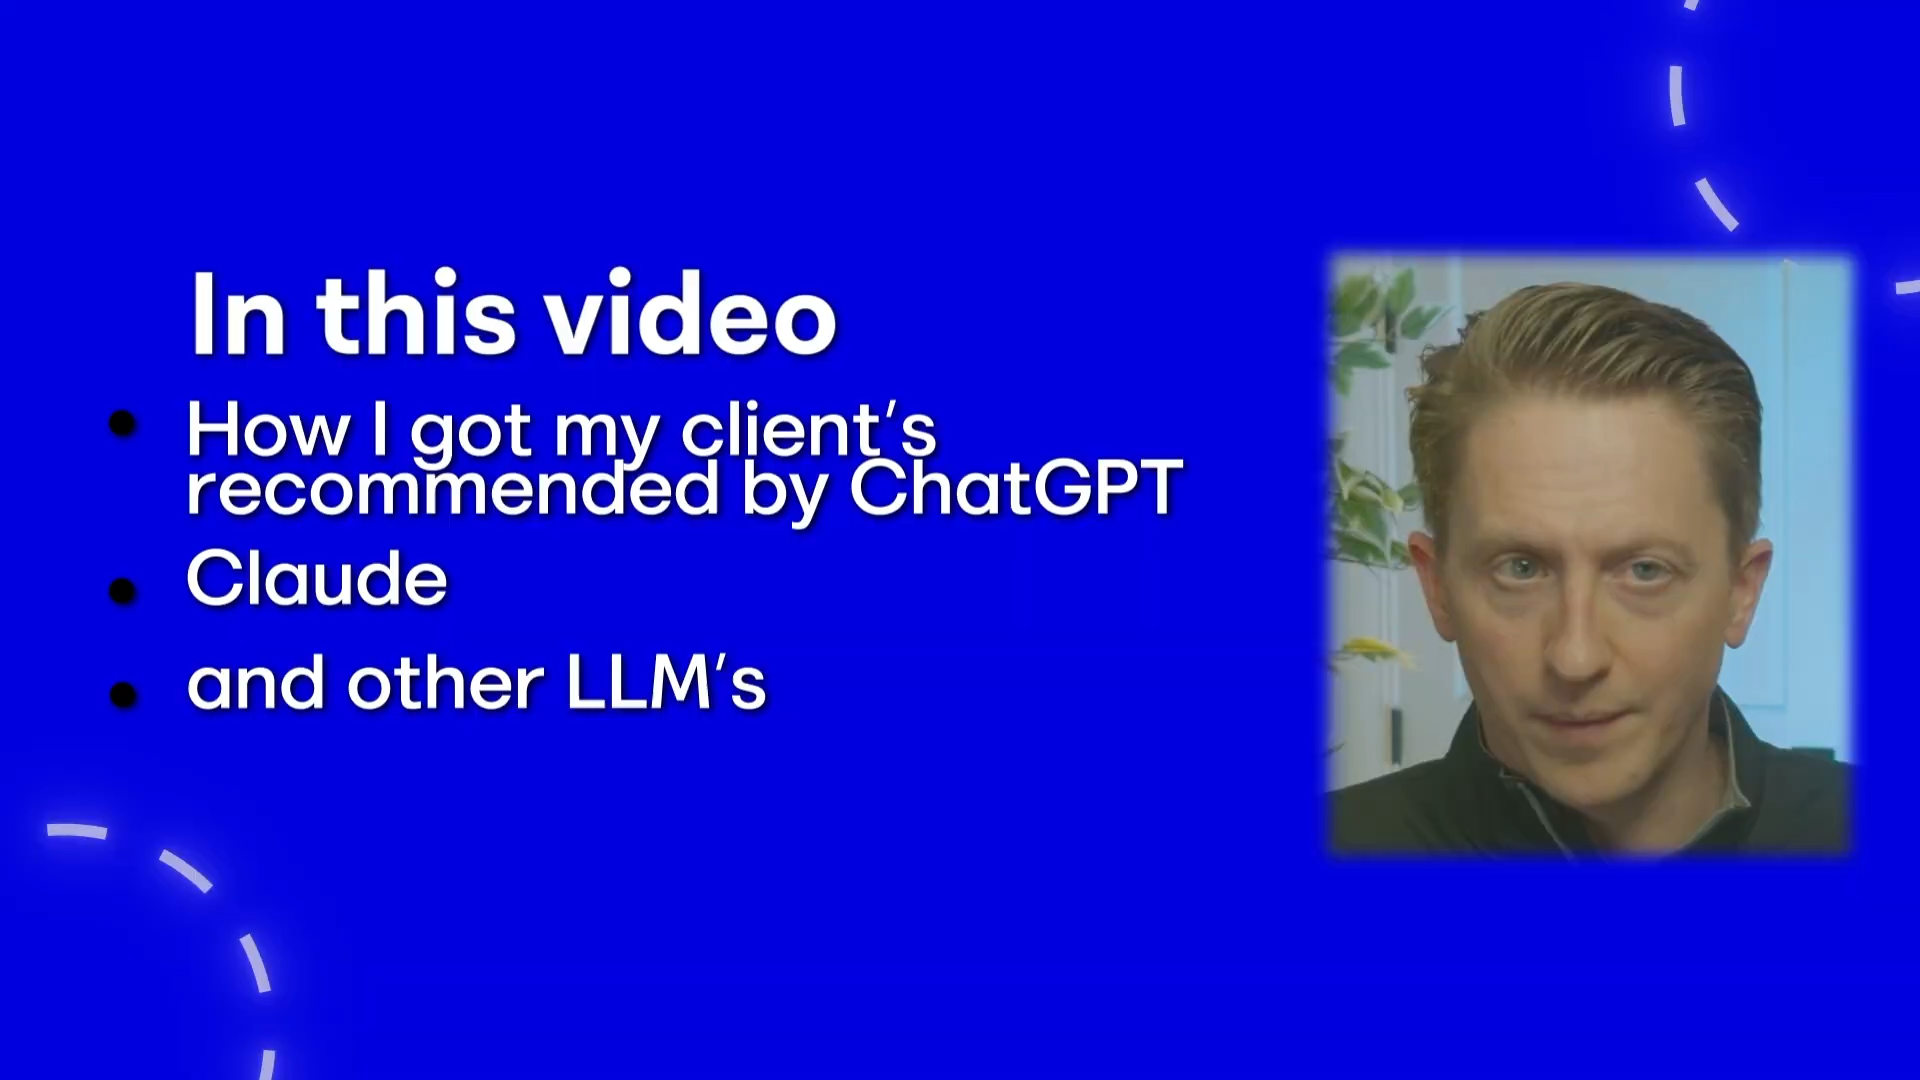 In this video
How I got my client’s
recommended by ChatGPT
Claude
and other LLM’s